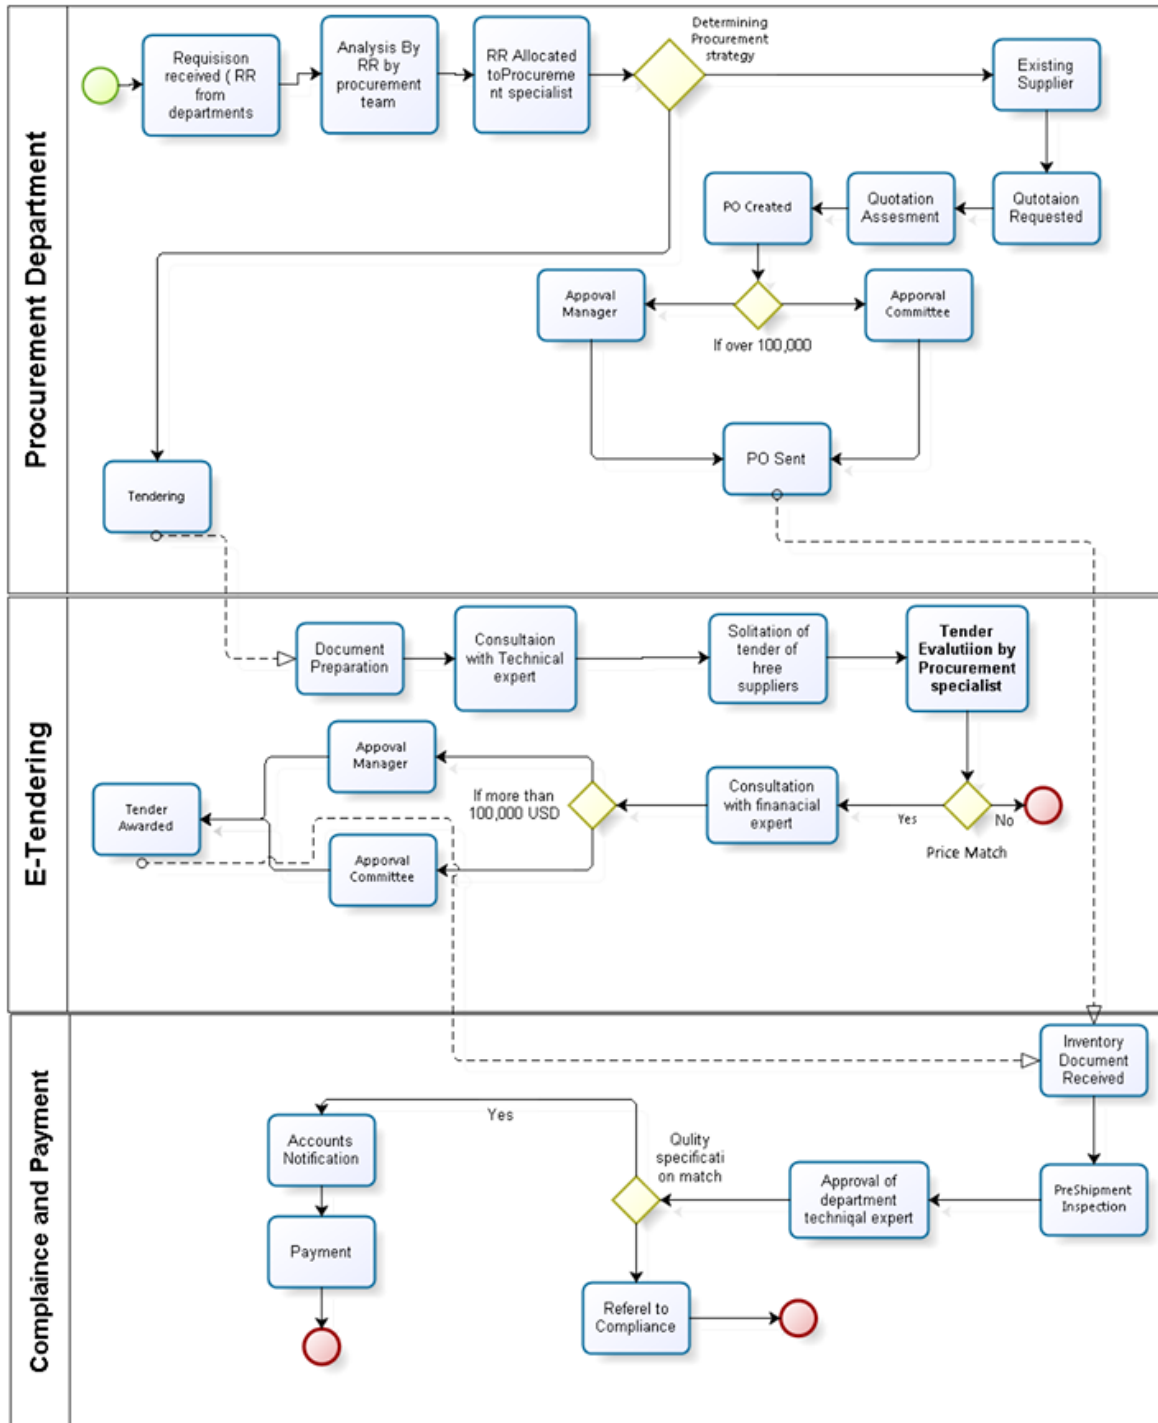 Procurement Department
Requisison
received ( RR
from
departments
Analysis By
RR by
procurement
team
RR Allocated
toProcureme
nt specialist
Determining
Procurement
strategy
Existing
Supplier
Qutotaion
Requested
Quotation
Assesment
PO Created
If over 100,000
Appoval
Manager
Apporval
Committee
PO Sent
Tendering
E-Tendering
Document
Preparation
Consultaion
with Technical
expert
Solitation of
tender of
hree
suppliers
Tender
Evalutiion by
Procurement
specialist
Price Match
Yes
No
Consultation
with finanacial
expert
If more than
100,000 USD
Appoval
Manager
Apporval
Committee
Tender
Awarded
Complaince and Payment
Inventory
Document
Received
PreShipment
Inspection
Approval of
department
techniqal expert
Qulity
specificati
on match
Yes
Accounts
Notification
Payment
Referel to
Compliance